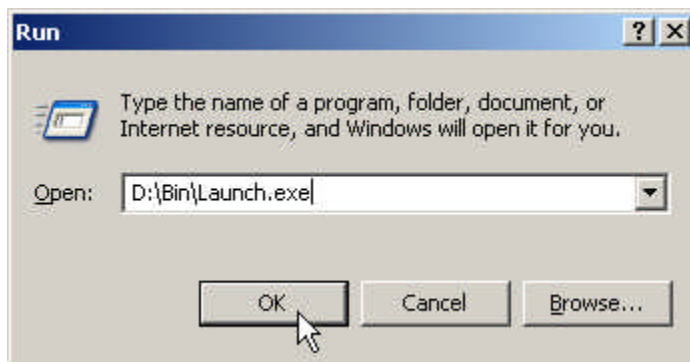 Run
Type the name of a program, folder, document, or
Internet resource, and Windows will open it for you.
Open: D:\Bin\Launch.exe
OK Cancel Browse...